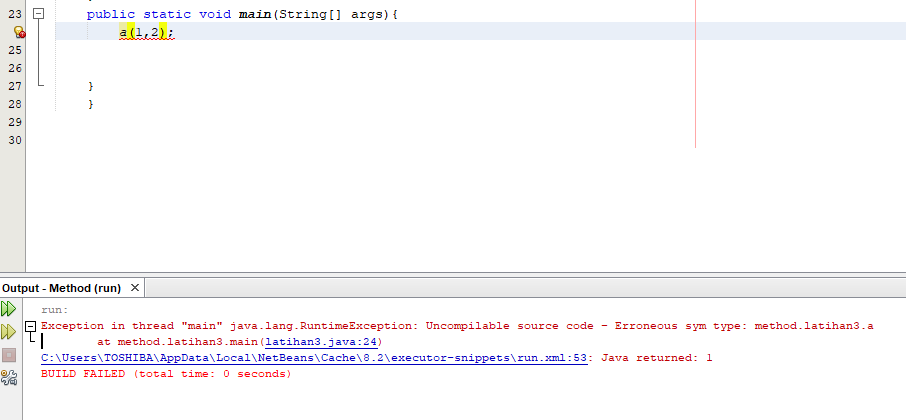 23 public static void main(String[] args){
a(1,2);
25
26
27 }
28 }
29
30
Output - Method (run) ×
run:
Exception in thread "main" java.lang.RuntimeException: Uncompilable source code - Erroneous sym type: method.latihan3.a
at method.latihan3.main(latihan3.java:24)
C:\Users\TOSHIBA\AppData\Local\NetBeans\Cache\8.2\executor-snippets\run.xml:53: Java returned: 1
BUILD FAILED (total time: 0 seconds)